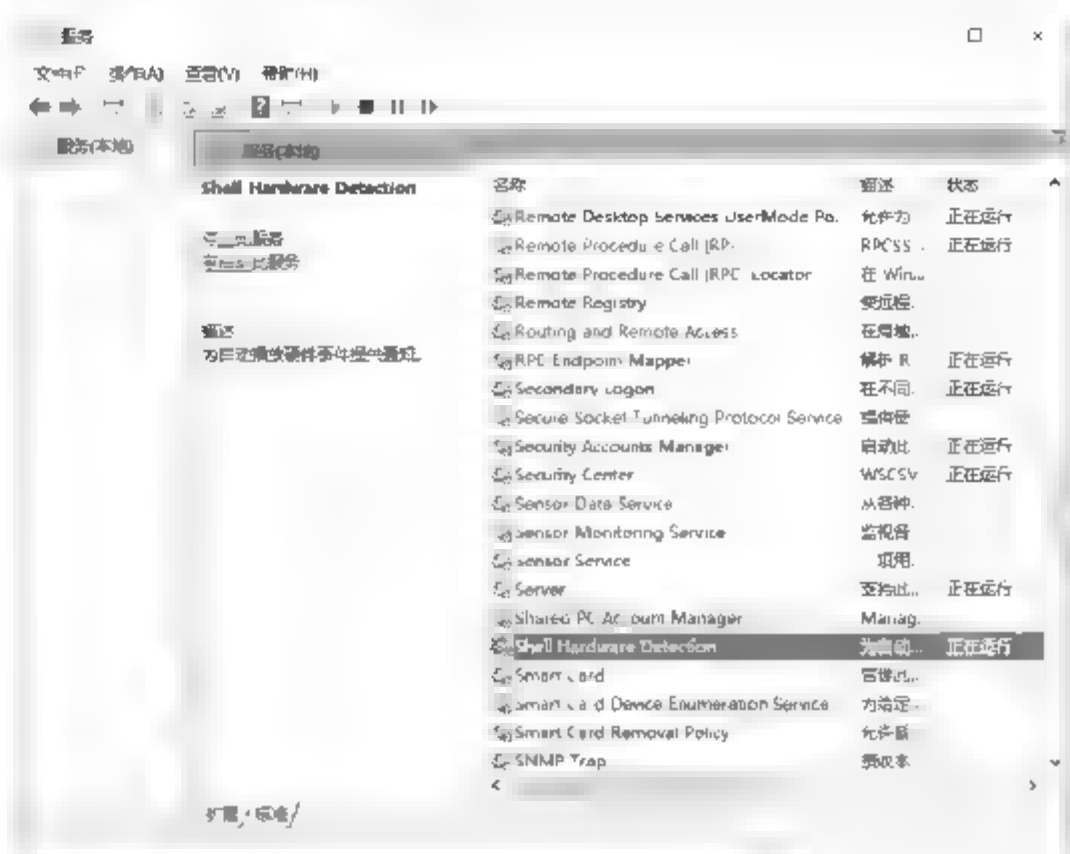 服务
文件(F) 操作(A) 查看(V) 帮助(H)
服务(本地)
服务(本地)
Shell Hardware Detection
停止此服务
重启动此服务
描述
为自动播放硬件事件提供通知。
名称 描述 状态
Remote Desktop Services UserMode Po. 允许为 正在运行
Remote Procedure Call (RP. RPCSS . 正在运行
Remote Procedure Call (RPC) Locator 在 Win...
Remote Registry 使远程.
Routing and Remote Access 在局域..
RPC Endpoint Mapper 解析 R 正在运行
Secondary Logon 在不同. 正在运行
Secure Socket Tunneling Protocol Service 提供使
Security Accounts Manager 启动此 正在运行
Security Center WSCSV 正在运行
Sensor Data Service 从各种.
Sensor Monitoring Service 监视各
Sensor Service 一项用.
Server 支持此... 正在运行
Shared PC Account Manager Manag.
Shell Hardware Detection 为自动... 正在运行
Smart Card 管理此...
Smart Card Device Enumeration Service 为给定 .
Smart Card Removal Policy 允许系
SNMP Trap 接收本
扩展 标准